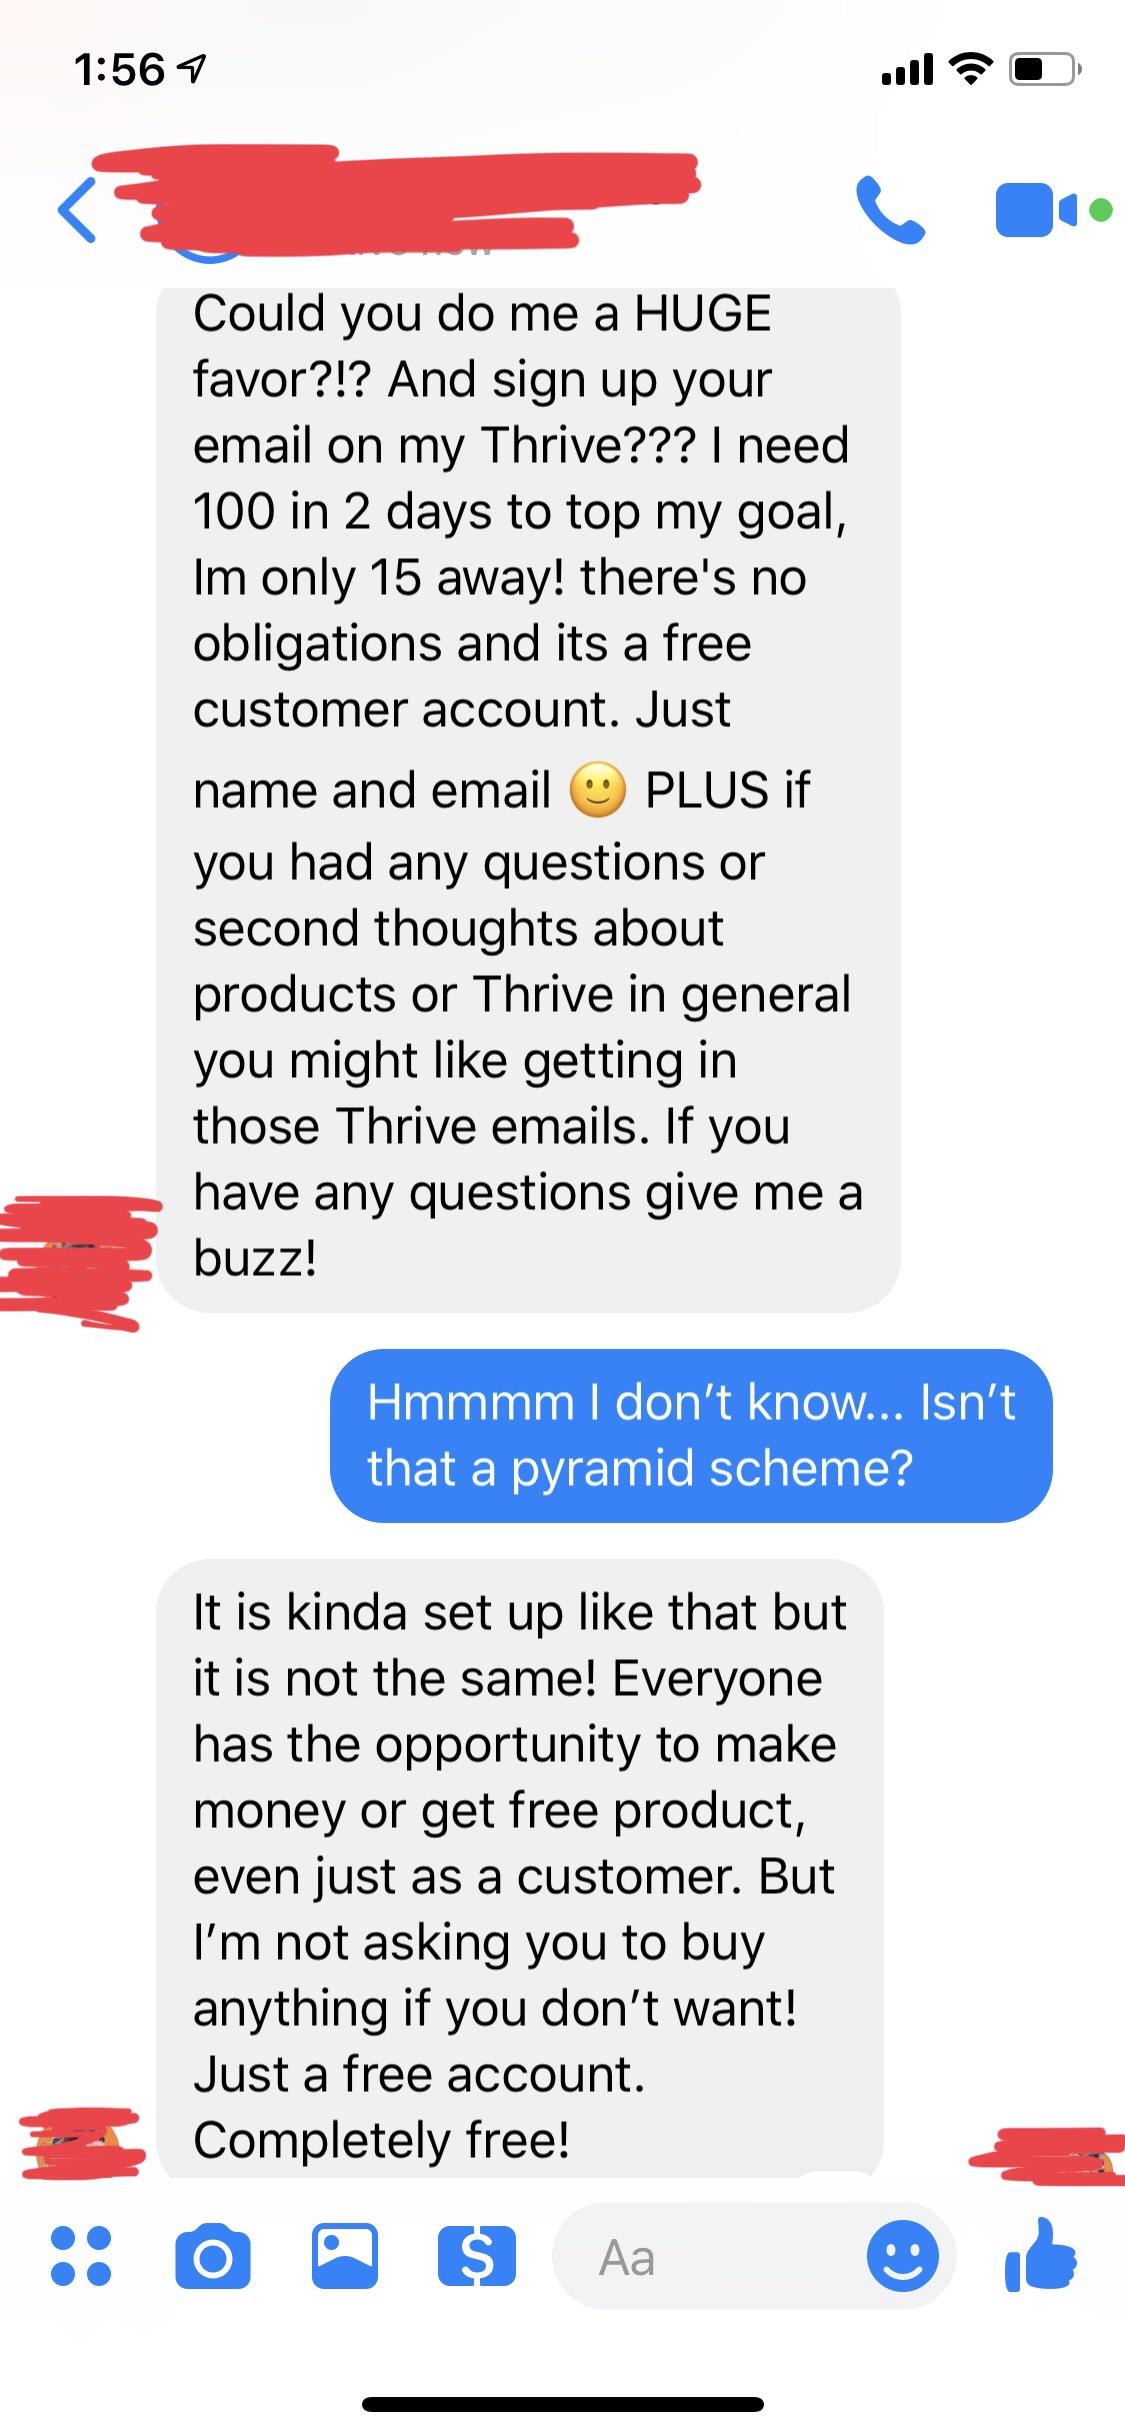 1:56
Could you do me a HUGE
favor?!? And sign up your
email on my Thrive??? I need
100 in 2 days to top my goal,
Im only 15 away! there's no
obligations and its a free
customer account. Just
name and email 🙂 PLUS if
you had any questions or
second thoughts about
products or Thrive in general
you might like getting in
those Thrive emails. If you
have any questions give me a
buzz!
Hmmmm I don’t know... Isn’t
that a pyramid scheme?
It is kinda set up like that but
it is not the same! Everyone
has the opportunity to make
money or get free product,
even just as a customer. But
I’m not asking you to buy
anything if you don’t want!
Just a free account.
Completely free!
Aa